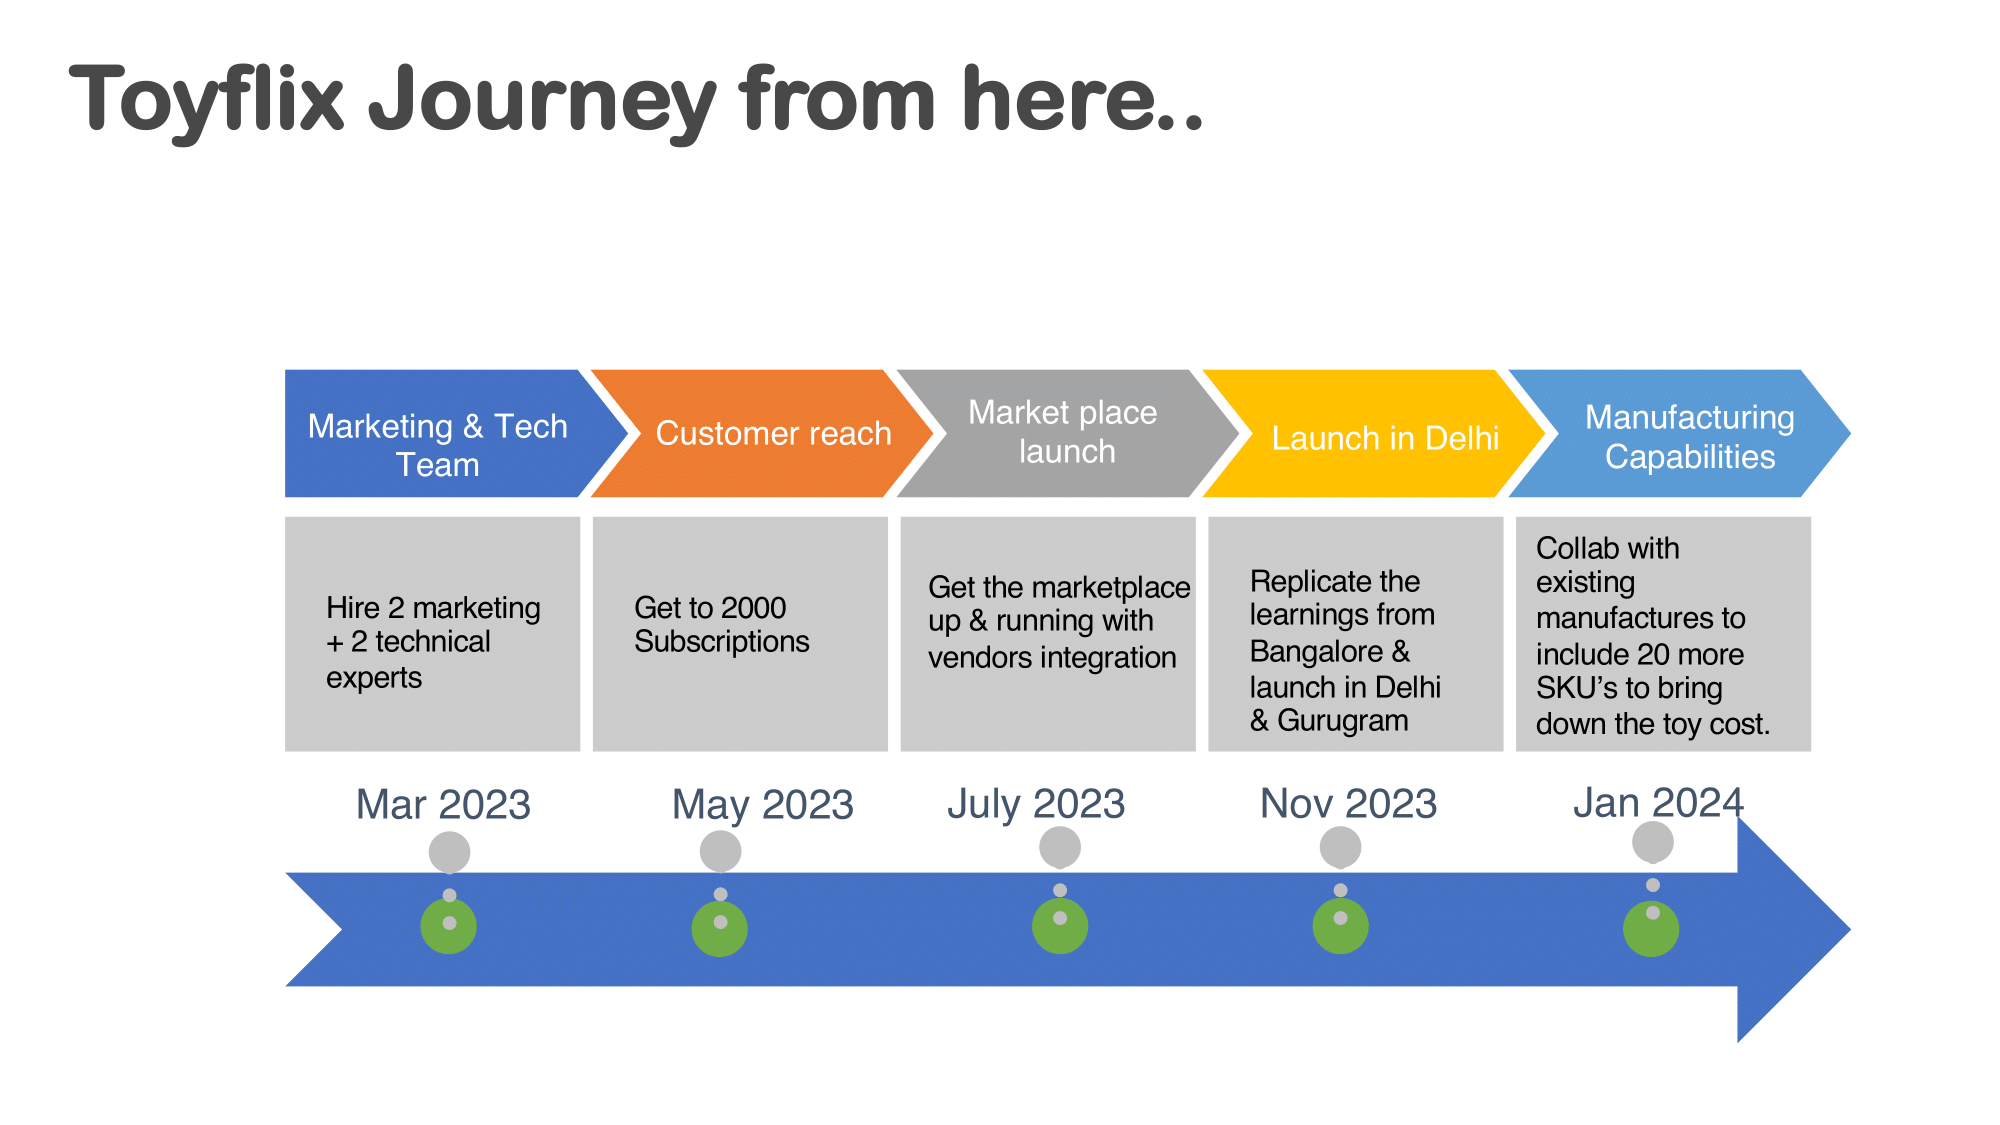 Toyflix Journey from here..
Marketing & Tech
Team
Customer reach
Market place
launch
Launch in Delhi
Manufacturing
Capabilities
Hire 2 marketing
+ 2 technical
experts
Get to 2000
Subscriptions
Get the marketplace
up & running with
vendors integration
Replicate the
learnings from
Bangalore &
launch in Delhi
& Gurugram
Collab with
existing
manufactures to
include 20 more
SKU’s to bring
down the toy cost.
Mar 2023
May 2023
July 2023
Nov 2023
Jan 2024